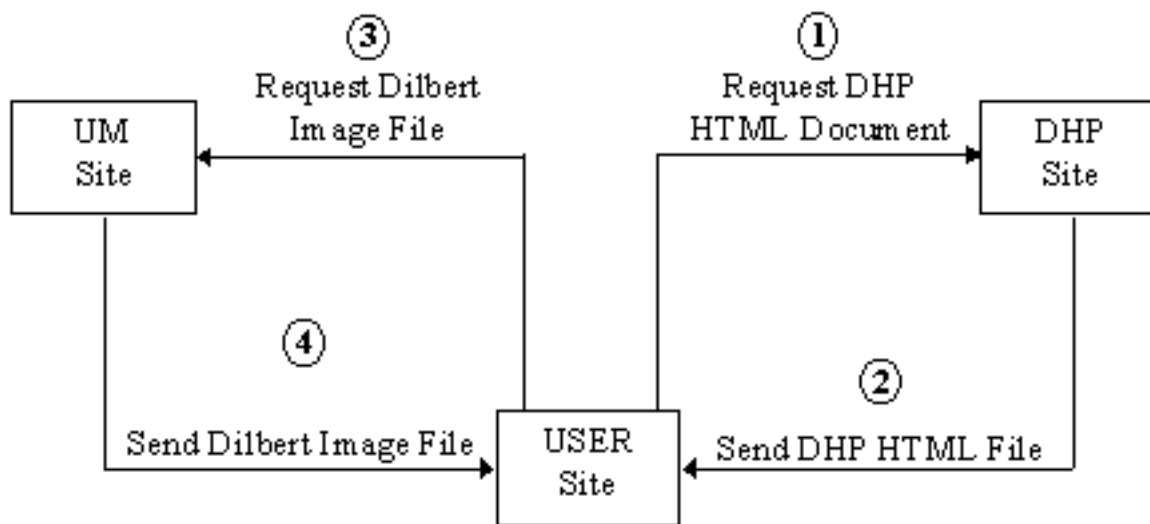 3
Request Dilbert
Image File
1
Request DHP
HTML Document
UM
Site
DHP
Site
4
Send Dilbert Image File
USER
Site
2
Send DHP HTML File